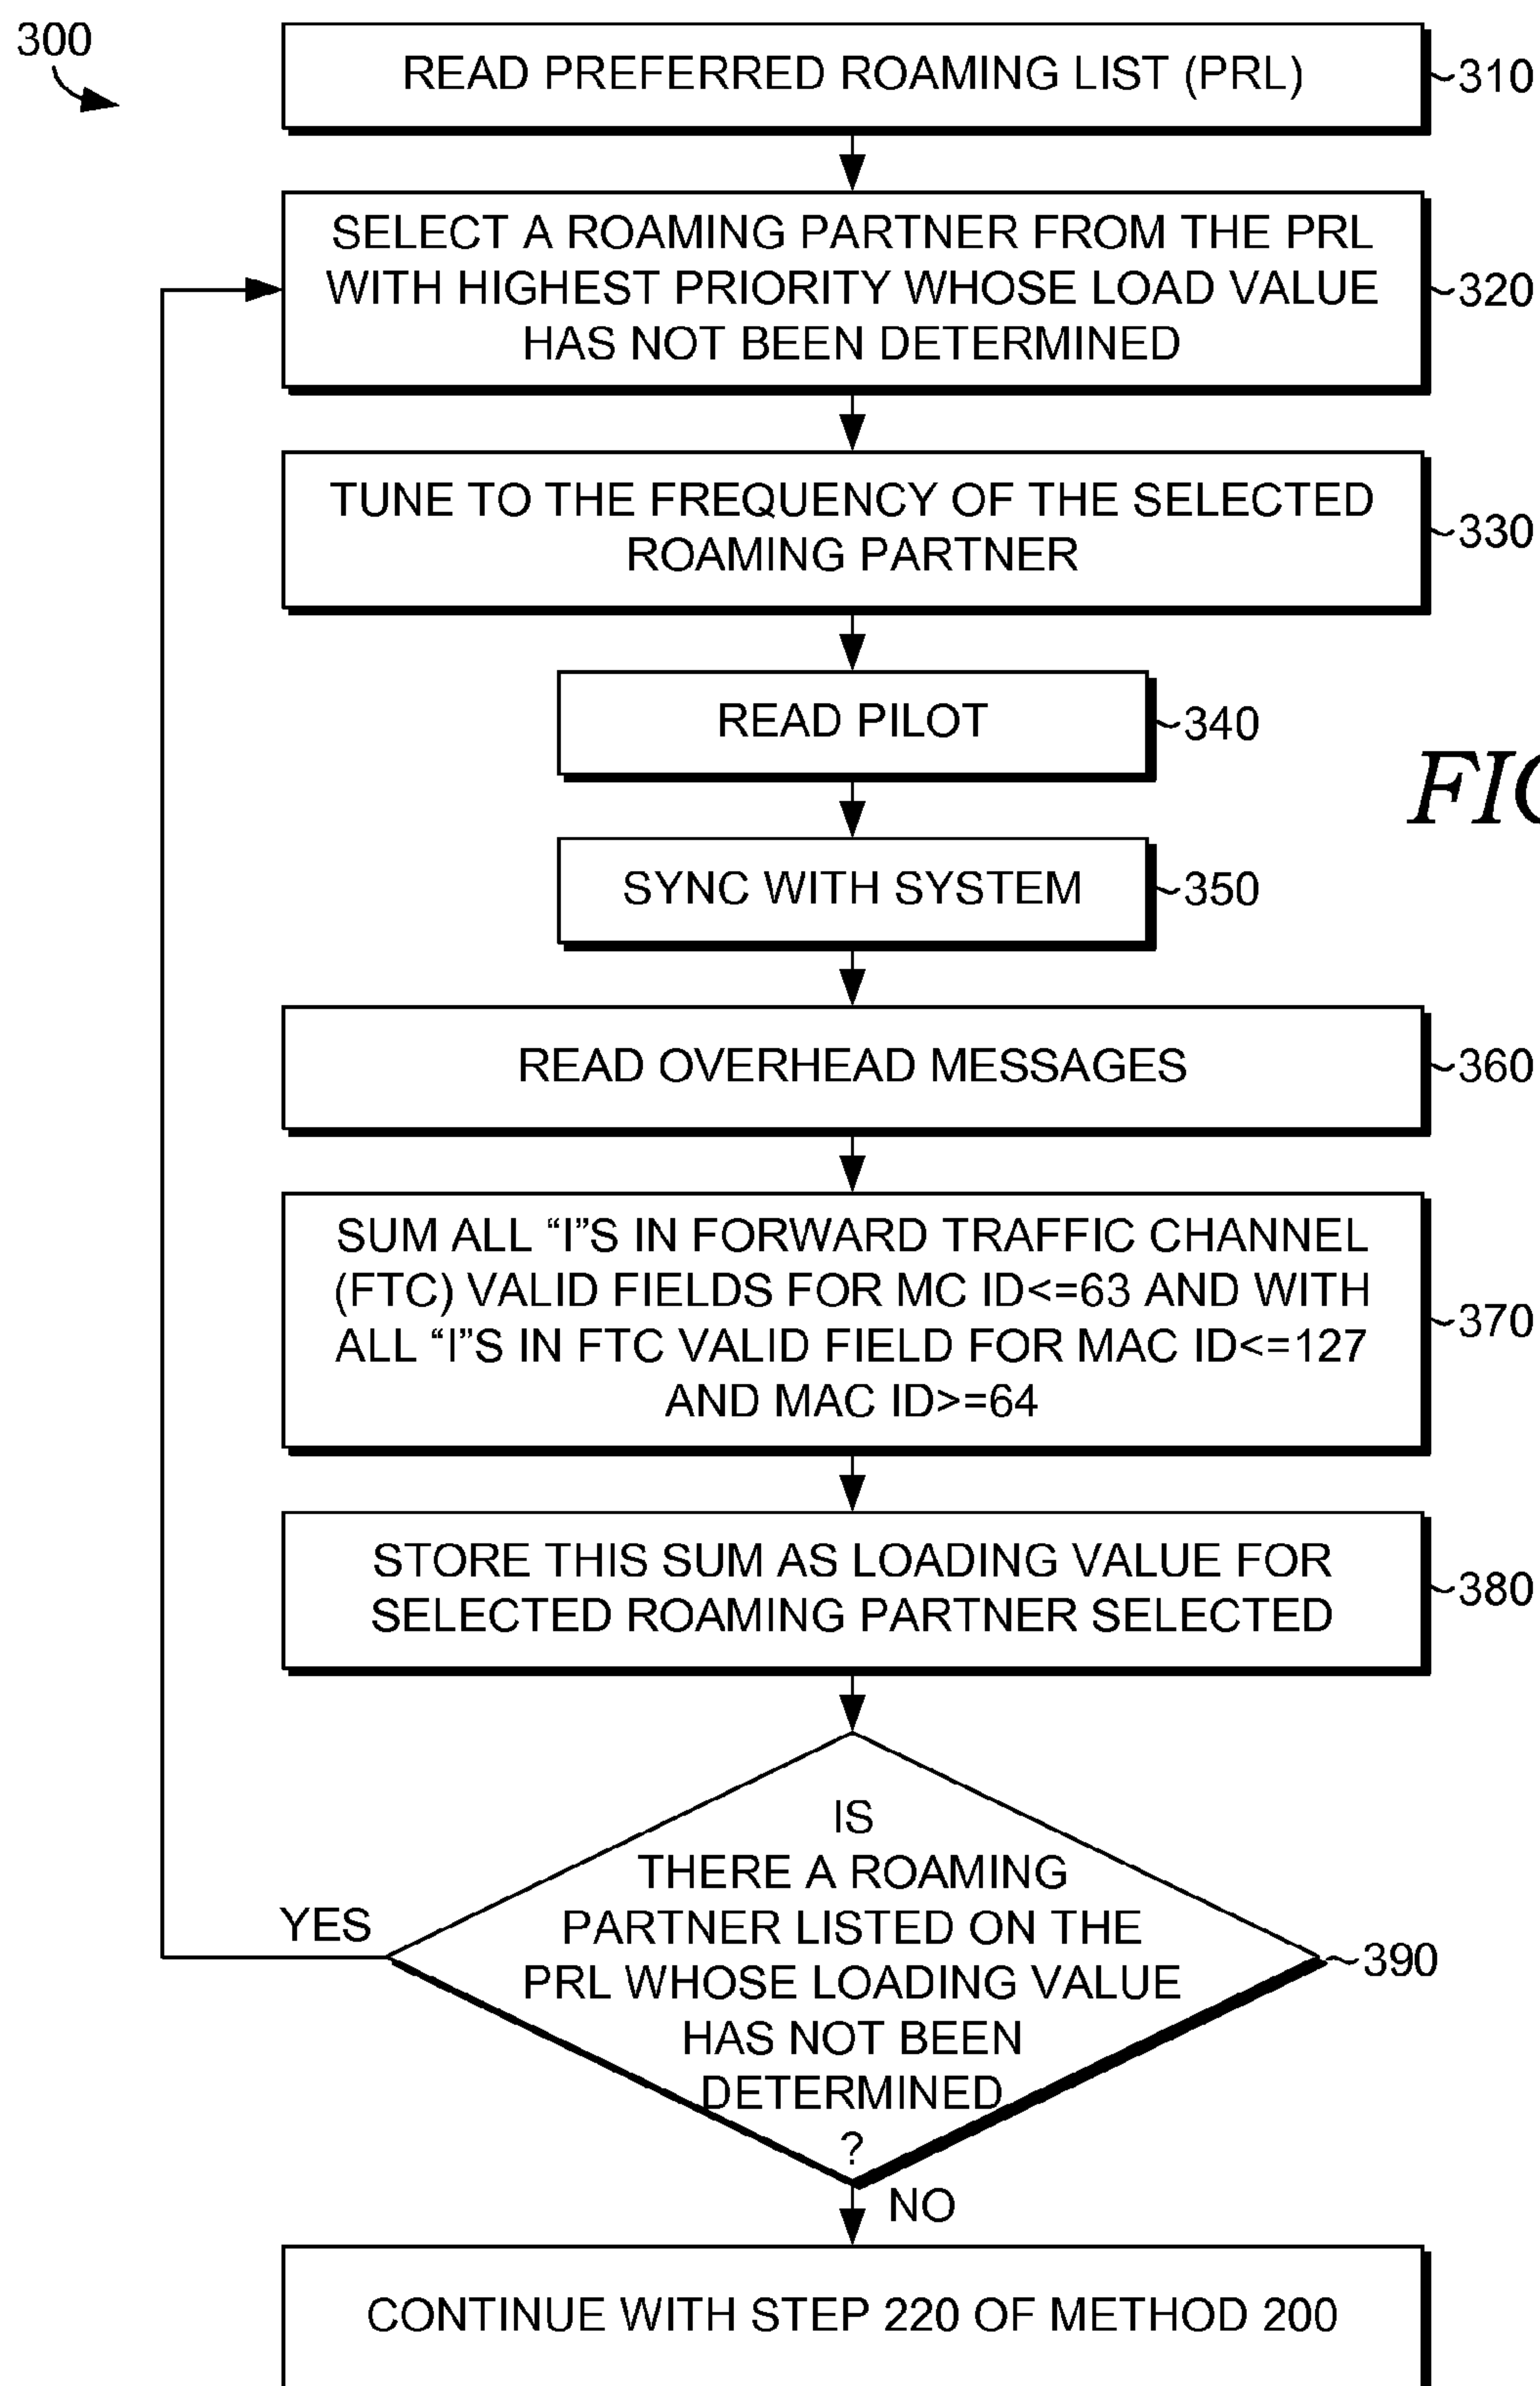 300
READ PREFERRED ROAMING LIST (PRL)
310
SELECT A ROAMING PARTNER FROM THE PRL
WITH HIGHEST PRIORITY WHOSE LOAD VALUE
HAS NOT BEEN DETERMINED
320
TUNE TO THE FREQUENCY OF THE SELECTED
ROAMING PARTNER
330
READ PILOT
340
SYNC WITH SYSTEM
350
READ OVERHEAD MESSAGES
360
SUM ALL “I”S IN FORWARD TRAFFIC CHANNEL
(FTC) VALID FIELDS FOR MC ID<=63 AND WITH
ALL “I”S IN FTC VALID FIELD FOR MAC ID<=127
AND MAC ID>=64
370
STORE THIS SUM AS LOADING VALUE FOR
SELECTED ROAMING PARTNER SELECTED
380
IS
THERE A ROAMING
PARTNER LISTED ON THE
PRL WHOSE LOADING VALUE
HAS NOT BEEN
DETERMINED
?
390
YES
NO
CONTINUE WITH STEP 220 OF METHOD 200